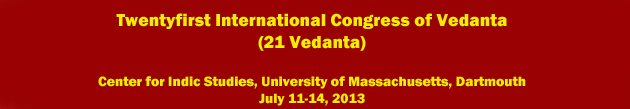 Twentyfirst International Congress of Vedanta
(21 Vedanta)
Center for Indic Studies, University of Massachusetts, Dartmouth
July 11-14, 2013